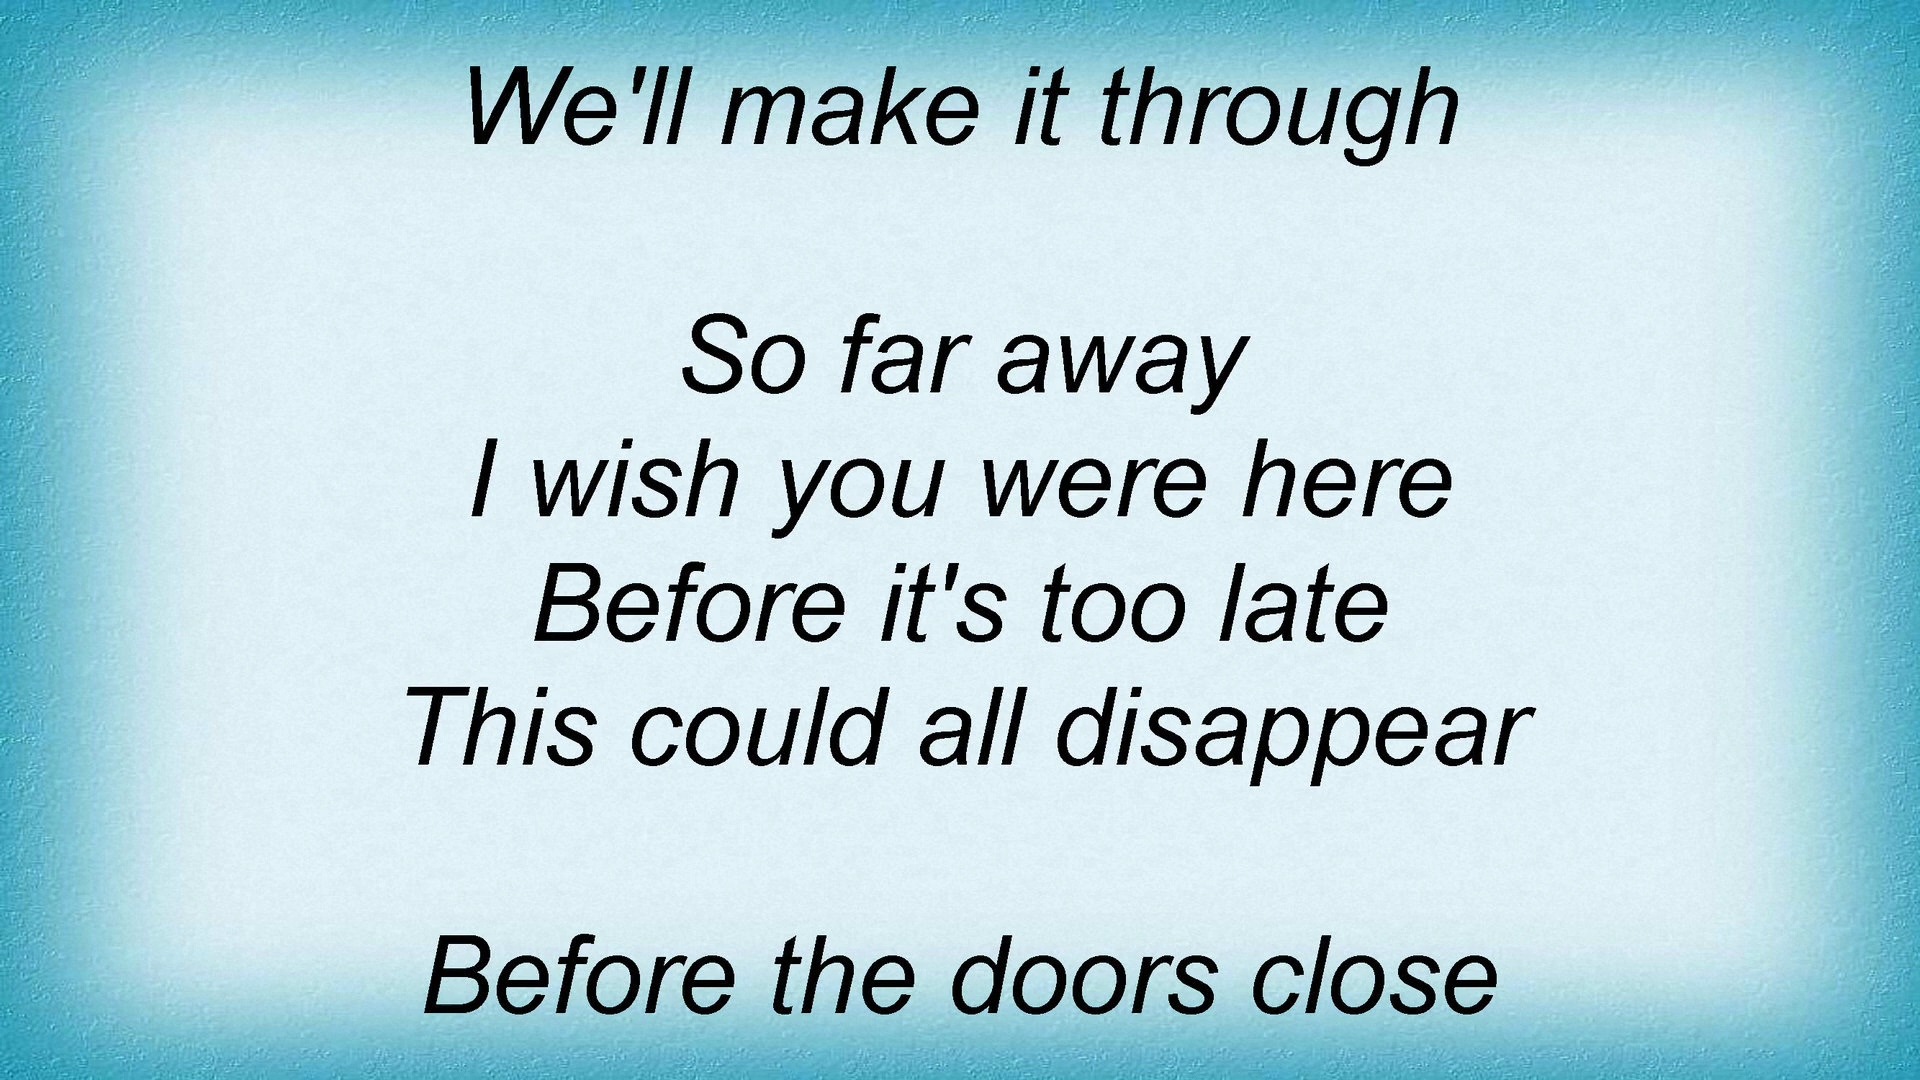 We'll make it through
So far away
I wish you were here
Before it's too late
This could all disappear
Before the doors close